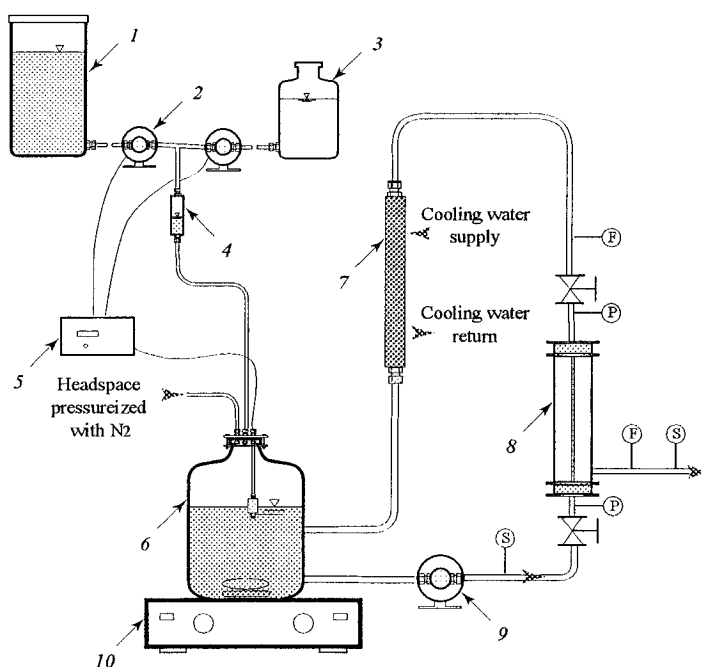 1
2
3
4
5
6
7
8
9
10
Cooling water
supply
Cooling water
return
Headspace
pressureized
with N2
F
P
F
S
P
S